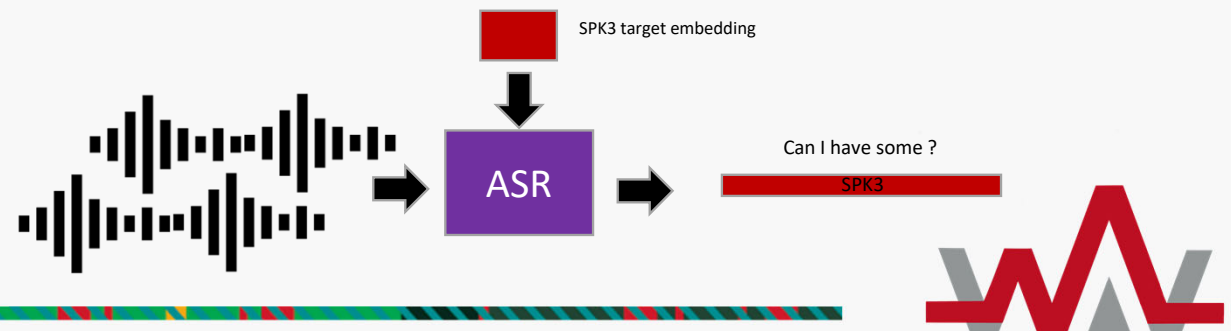 SPK3 target embedding
ASR
Can I have some ?
SPK3